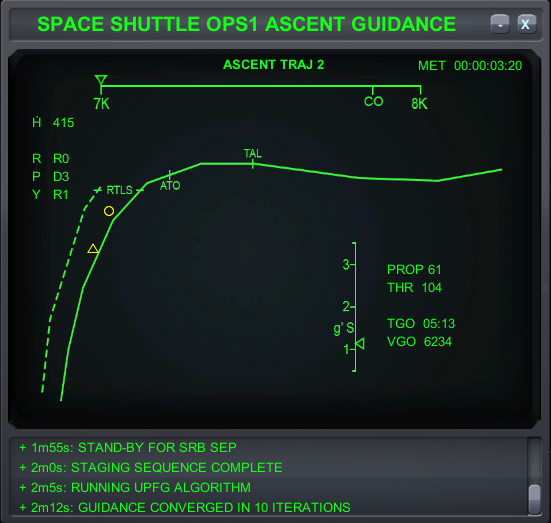 SPACE SHUTTLE OPS1 ASCENT GUIDANCE - X
ASCENT TRAJ 2 MET 00:00:03:20
7K CO 8K
Ḣ 415
R R0
P D3
Y R1
TAL
RTLS
ATO
3
2
g's
1
PROP 61
THR 104
TGO 05:13
VGO 6234
+ 1m55s: STAND-BY FOR SRB SEP
+ 2m0s: STAGING SEQUENCE COMPLETE
+ 2m5s: RUNNING UPFG ALGORITHM
+ 2m12s: GUIDANCE CONVERGED IN 10 ITERATIONS